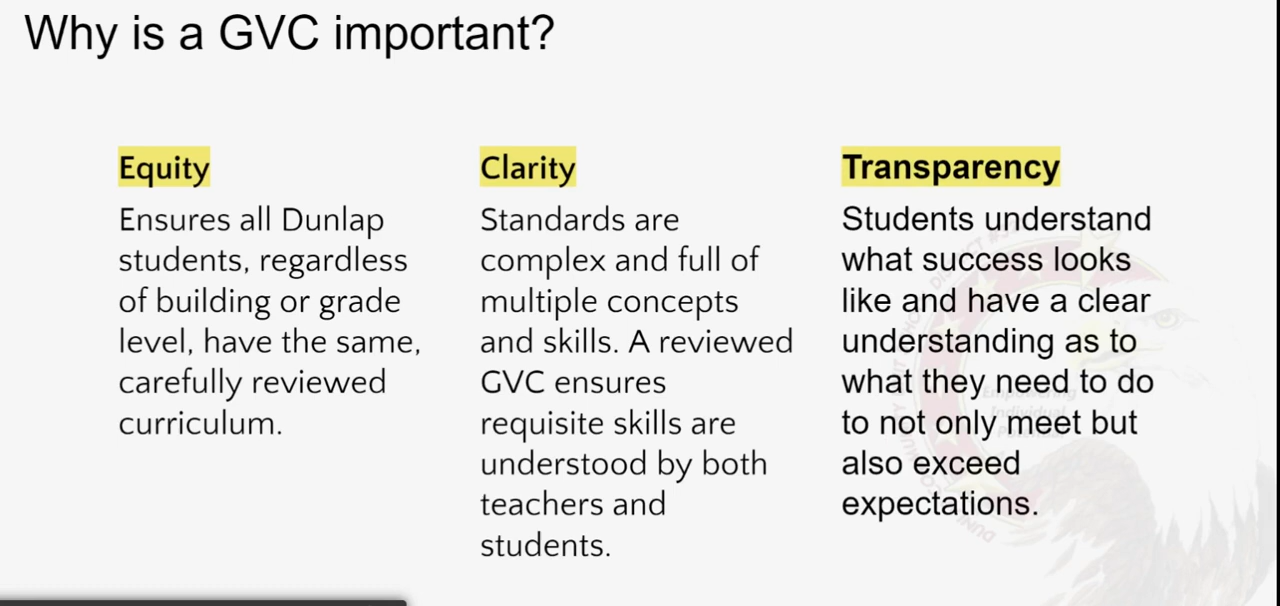 Why is a GVC important?
Equity
Ensures all Dunlap
students, regardless
of building or grade
level, have the same,
carefully reviewed
curriculum.
Clarity
Standards are
complex and full of
multiple concepts
and skills. A reviewed
GVC ensures
requisite skills are
understood by both
teachers and
students.
Transparency
Students understand
what success looks
like and have a clear
understanding as to
what they need to do
to not only meet but
also exceed
expectations.
Empowering
Individual